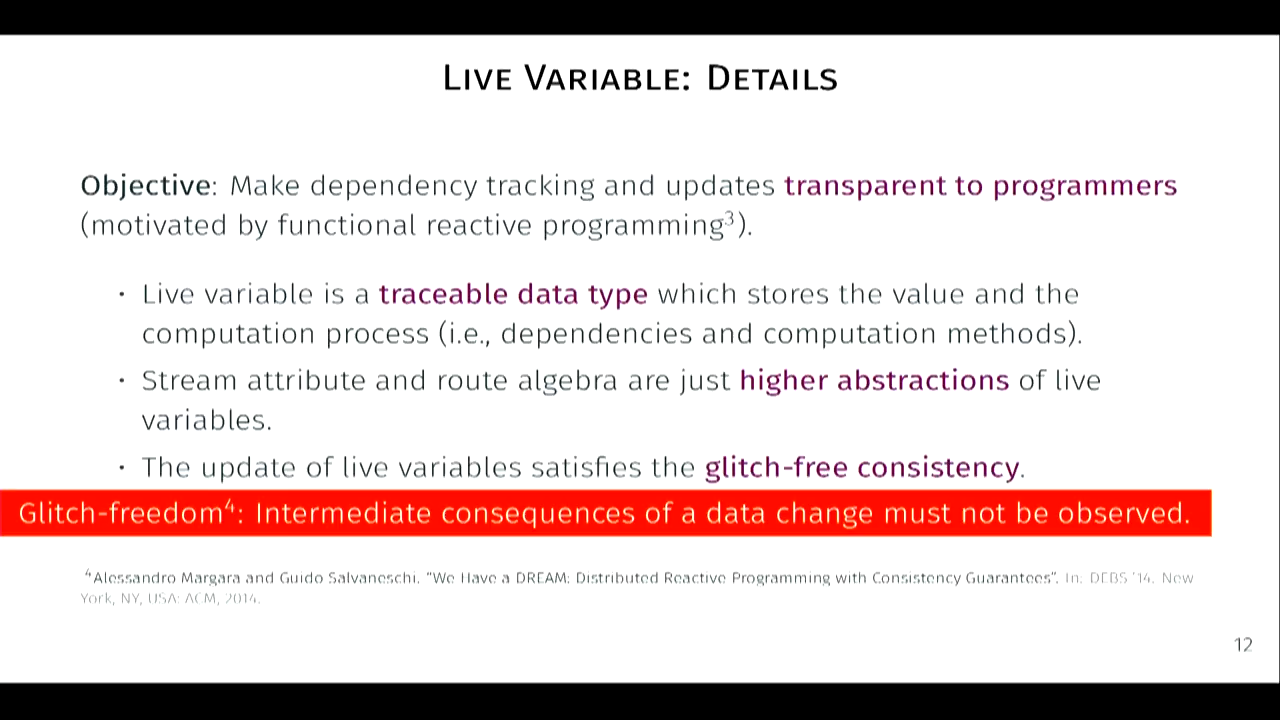 LIVE VARIABLE: DETAILS
Objective: Make dependency tracking and updates transparent to programmers
(motivated by functional reactive programming³).
· Live variable is a traceable data type which stores the value and the
computation process (i.e., dependencies and computation methods).
· Stream attribute and route algebra are just higher abstractions of live
variables.
· The update of live variables satisfies the glitch-free consistency.
Glitch-freedom⁴: Intermediate consequences of a data change must not be observed.
⁴Alessandro Margara and Guido Salvaneschi. "We Have a DREAM: Distributed Reactive Programming with Consistency Guarantees". In: DEBS '14. New
York, NY, USA: ACM, 2014.
12